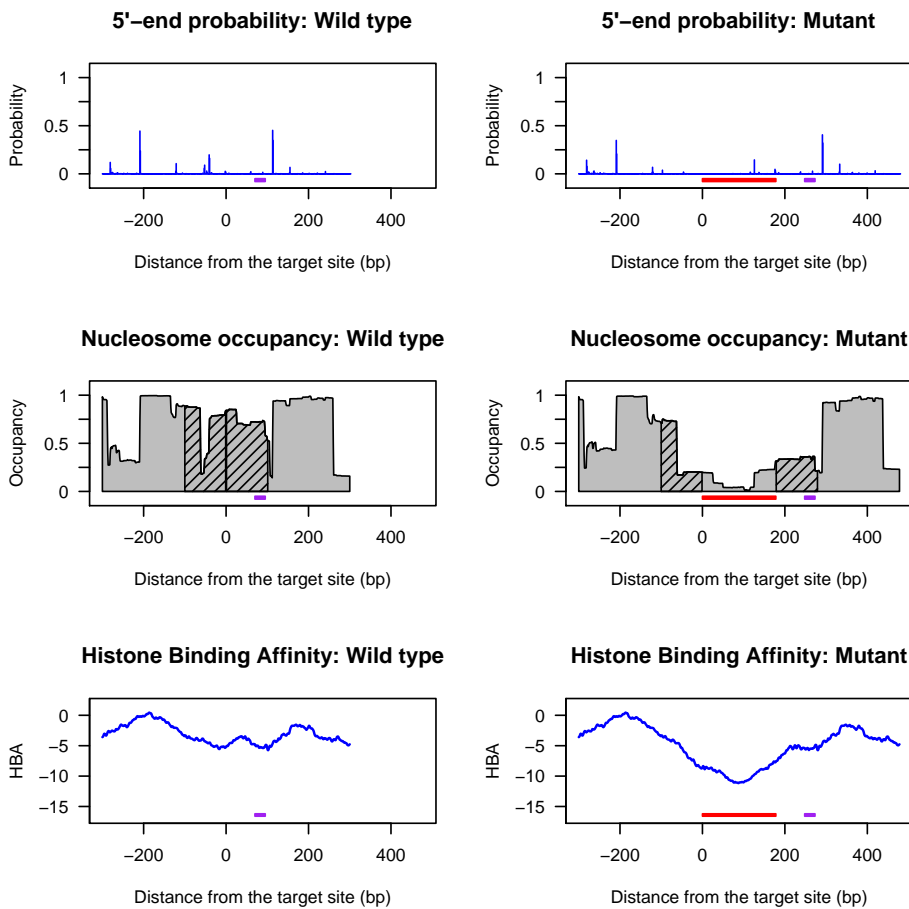 5'−end probability: Wild type
Probability
1
0.5
0
−200 0 200 400
Distance from the target site (bp)
5'−end probability: Mutant
Probability
1
0.5
0
−200 0 200 400
Distance from the target site (bp)
Nucleosome occupancy: Wild type
Occupancy
1
0.5
0
−200 0 200 400
Distance from the target site (bp)
Nucleosome occupancy: Mutant
Occupancy
1
0.5
0
−200 0 200 400
Distance from the target site (bp)
Histone Binding Affinity: Wild type
HBA
0
−5
−10
−15
−200 0 200 400
Distance from the target site (bp)
Histone Binding Affinity: Mutant
HBA
0
−5
−10
−15
−200 0 200 400
Distance from the target site (bp)